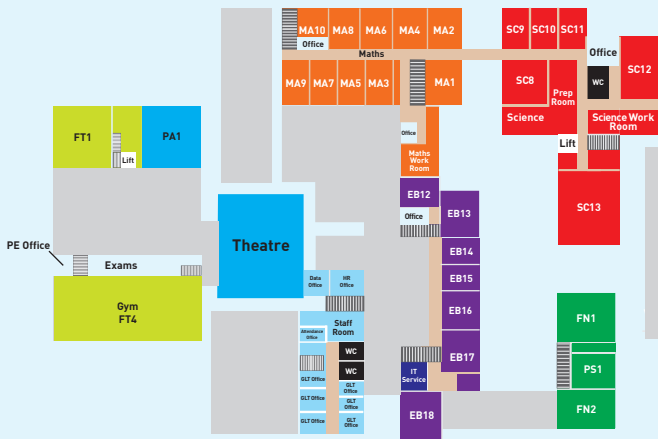 MA10
MA8
MA6
MA4
MA2
Office
Maths
MA9
MA7
MA5
MA3
MA1
SC9
SC10
SC11
Office
SC12
WC
SC8
Prep
Room
Science
Science Work
Room
Lift
SC13
FT1
Lift
PA1
Office
Maths
Work
Room
EB12
Office
EB13
Theatre
PE Office
Exams
EB14
EB15
EB16
EB17
Gym
FT4
Data
Office
HR
Office
Staff
Room
Attendance
Office
WC
WC
GLT Office
GLT
Office
GLT Office
GLT
Office
GLT Office
GLT
Office
IT
Service
EB18
FN1
PS1
FN2